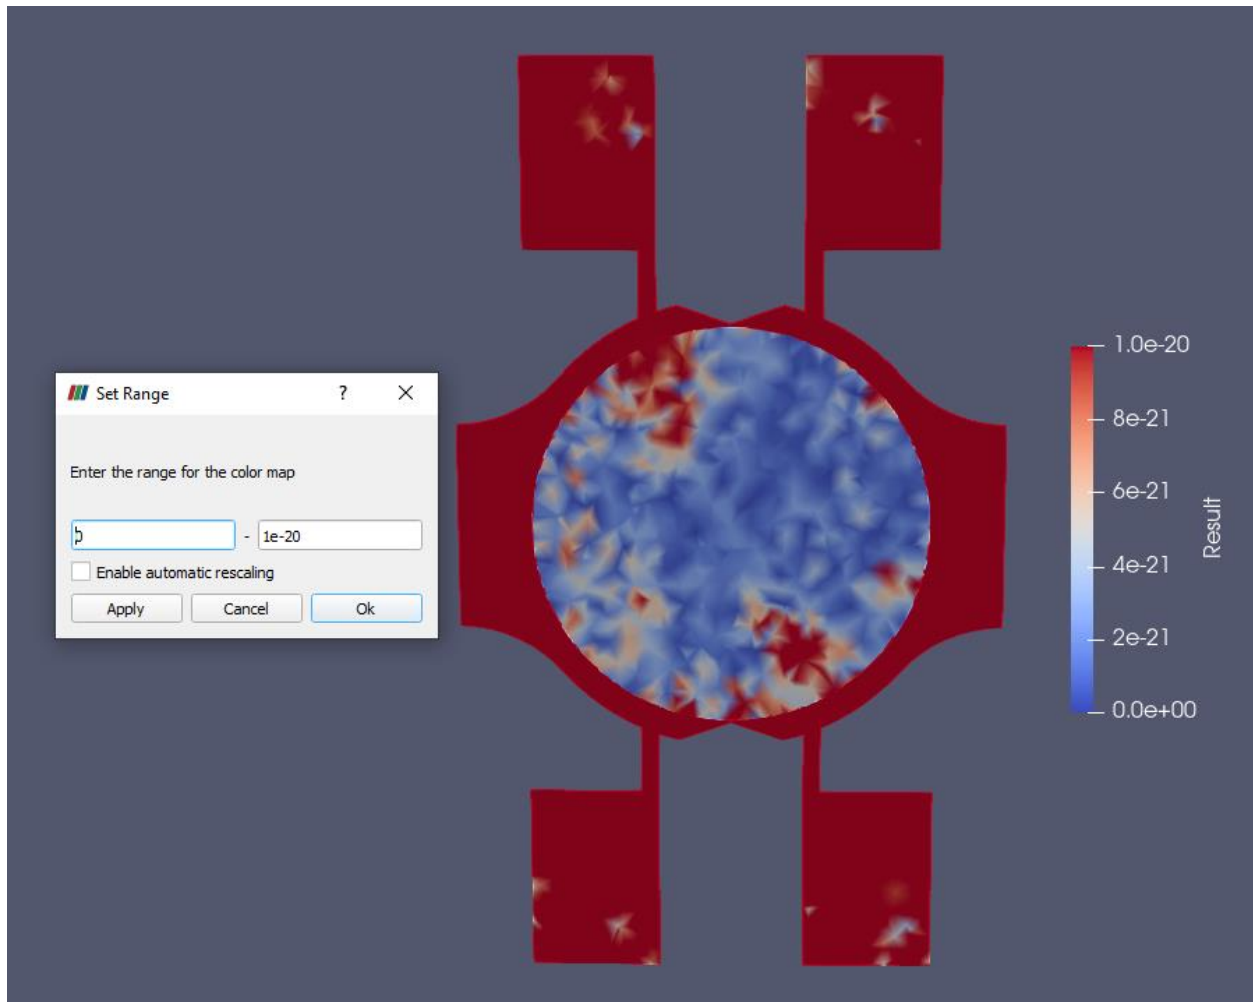 Set Range
?
Enter the range for the color map
- 1e-20
Enable automatic rescaling
Apply Cancel Ok
1.0e-20
8e-21
6e-21
4e-21
2e-21
0.0e+00
Result